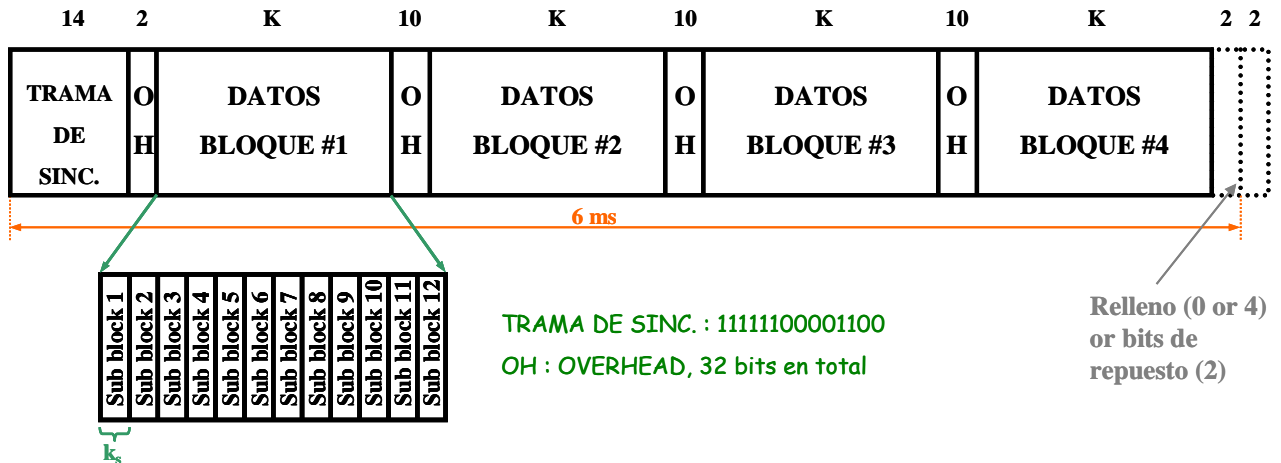 14 2 K 10 K 10 K 10 K 2 2
TRAMA
DE
SINC.
O
H
DATOS
BLOQUE #1
O
H
DATOS
BLOQUE #2
O
H
DATOS
BLOQUE #3
O
H
DATOS
BLOQUE #4
6 ms
Sub block 1
Sub block 2
Sub block 3
Sub block 4
Sub block 5
Sub block 6
Sub block 7
Sub block 8
Sub block 9
Sub block 10
Sub block 11
Sub block 12
ks
TRAMA DE SINC. : 11111100001100
OH : OVERHEAD, 32 bits en total
Relleno (0 or 4)
or bits de
repuesto (2)